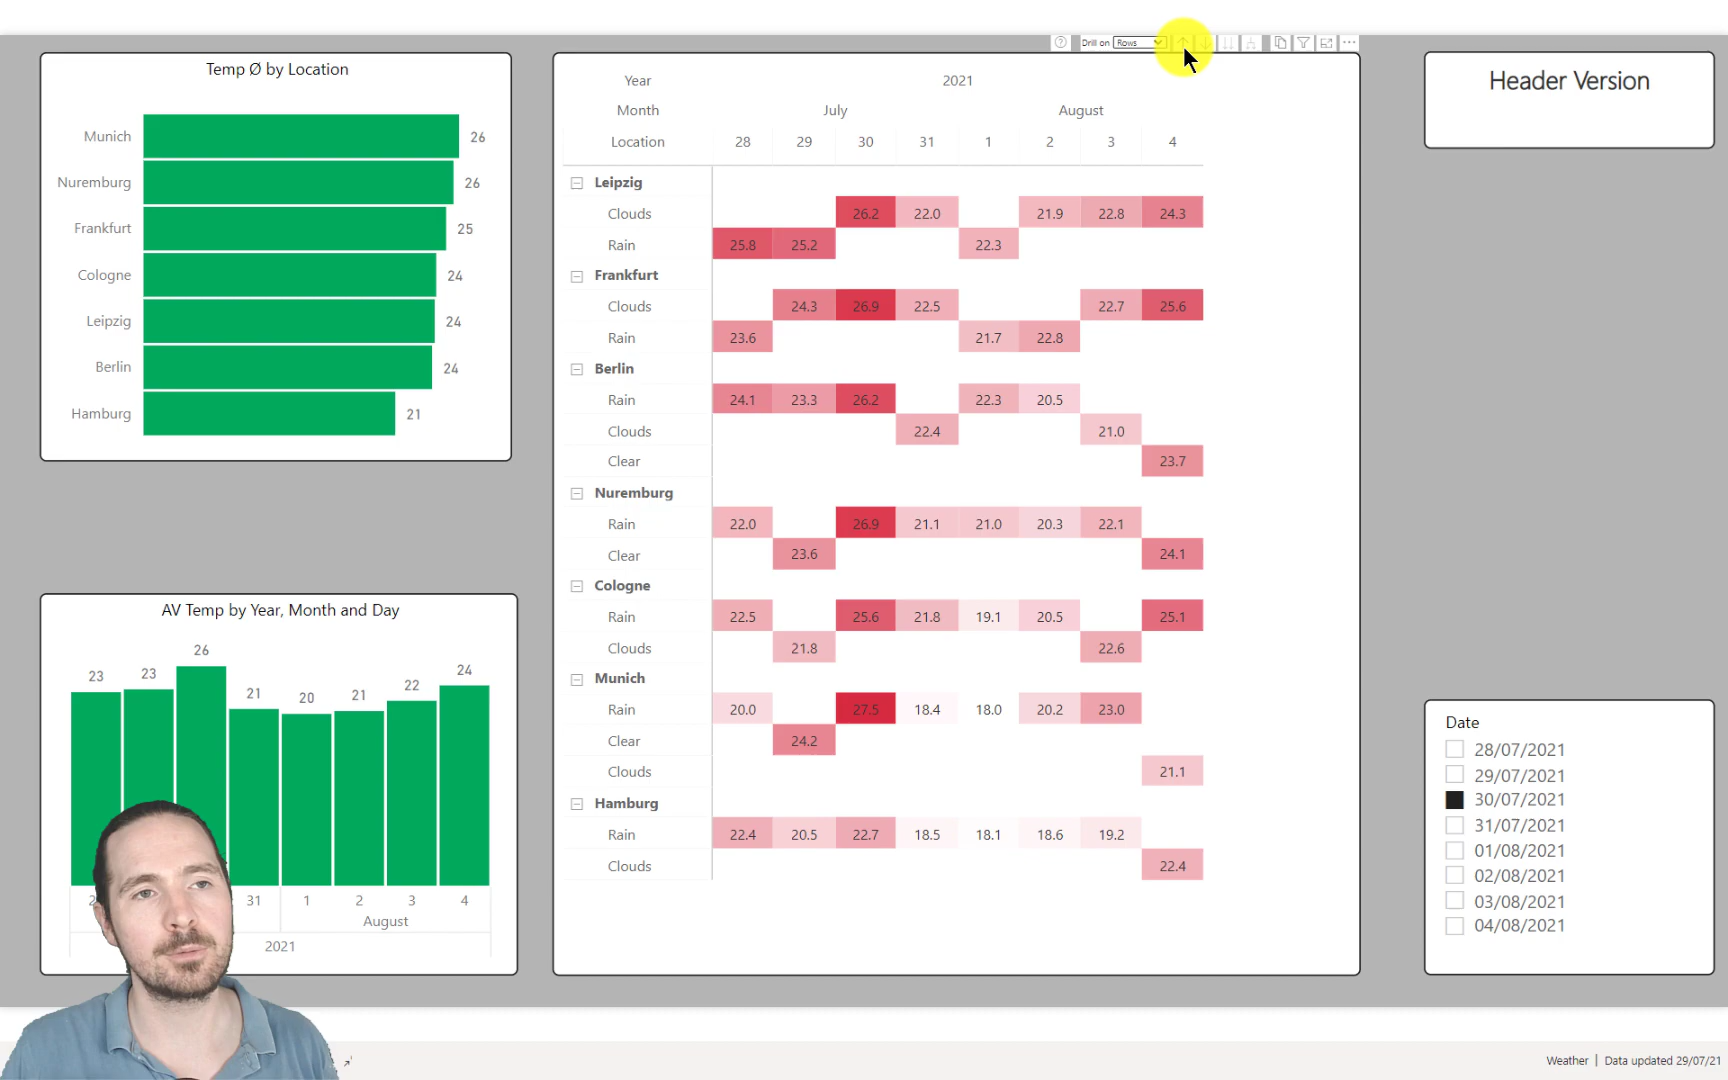 Drill on Rows
Temp Ø by Location
Munich 26
Nuremburg 26
Frankfurt 25
Cologne 24
Leipzig 24
Berlin 24
Hamburg 21
AV Temp by Year, Month and Day
23 23 26 21 20 21 22 24
31 1 2 3 4
August
2021
Year 2021
Month July August
Location 28 29 30 31 1 2 3 4
Leipzig
Clouds 26.2 22.0 21.9 22.8 24.3
Rain 25.8 25.2 22.3
Frankfurt
Clouds 24.3 26.9 22.5 22.7 25.6
Rain 23.6 21.7 22.8
Berlin
Rain 24.1 23.3 26.2 22.3 20.5
Clouds 22.4 21.0
Clear 23.7
Nuremburg
Rain 22.0 26.9 21.1 21.0 20.3 22.1
Clear 23.6 24.1
Cologne
Rain 22.5 25.6 21.8 19.1 20.5 25.1
Clouds 21.8 22.6
Munich
Rain 20.0 27.5 18.4 18.0 20.2 23.0
Clear 24.2
Clouds 21.1
Hamburg
Rain 22.4 20.5 22.7 18.5 18.1 18.6 19.2
Clouds 22.4
Header Version
Date
28/07/2021
29/07/2021
30/07/2021
31/07/2021
01/08/2021
02/08/2021
03/08/2021
04/08/2021
Weather | Data updated 29/07/21